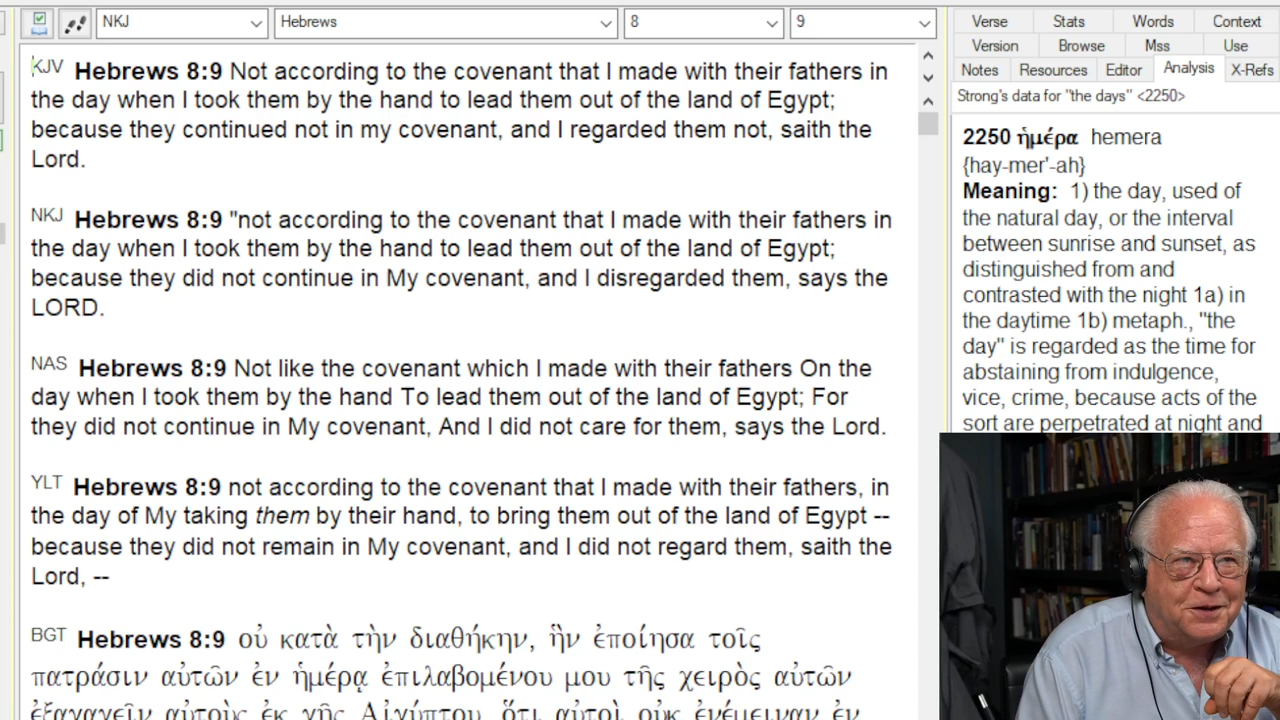 NKJ Hebrews 8 9
KJV Hebrews 8:9 Not according to the covenant that I made with their fathers in
the day when I took them by the hand to lead them out of the land of Egypt;
because they continued not in my covenant, and I regarded them not, saith the
Lord.
NKJ Hebrews 8:9 "not according to the covenant that I made with their fathers in
the day when I took them by the hand to lead them out of the land of Egypt;
because they did not continue in My covenant, and I disregarded them, says the
LORD.
NAS Hebrews 8:9 Not like the covenant which I made with their fathers On the
day when I took them by the hand To lead them out of the land of Egypt; For
they did not continue in My covenant, And I did not care for them, says the Lord.
YLT Hebrews 8:9 not according to the covenant that I made with their fathers, in
the day of My taking them by their hand, to bring them out of the land of Egypt --
because they did not remain in My covenant, and I did not regard them, saith the
Lord, --
BGT Hebrews 8:9 οὐ κατὰ τὴν διαθήκην, ἣν ἐποίησα τοῖς
πατράσιν αὐτῶν ἐν ἡμέρᾳ ἐπιλαβομένου μου τῆς χειρὸς αὐτῶν
ἐξαγαγεῖν αὐτοὺς ἐκ γῆς Αἰγύπτου, ὅτι αὐτοὶ οὐκ ἐνέμειναν ἐν
Verse Stats Words Context
Version Browse Mss Use
Notes Resources Editor Analysis X-Refs
Strong's data for "the days" <2250>
2250 ἡμέρα hemera
{hay-mer'-ah}
Meaning: 1) the day, used of
the natural day, or the interval
between sunrise and sunset, as
distinguished from and
contrasted with the night 1a) in
the daytime 1b) metaph., "the
day" is regarded as the time for
abstaining from indulgence,
vice, crime, because acts of the
sort are perpetrated at night and